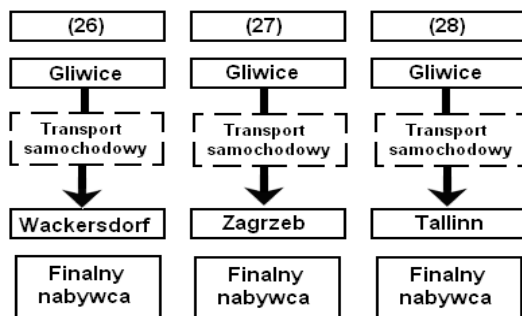 (26) (27) (28)
Gliwice Gliwice Gliwice
Transport Transport Transport
samochodowy samochodowy samochodowy
Wackersdorf Zagrzeb Tallinn
Finalny Finalny Finalny
nabywca nabywca nabywca